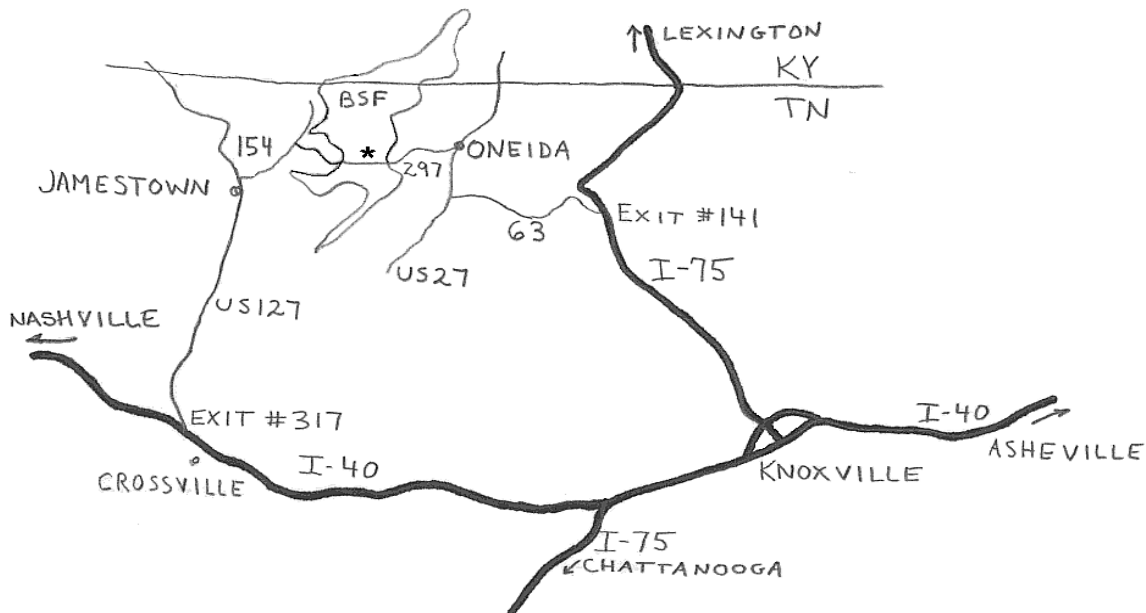 LEXINGTON
KY
TN
BSF
154
*
297
ONEIDA
JAMESTOWN
63
EXIT #141
I-75
US27
US127
NASHVILLE
EXIT #317
I-40
CROSSVILLE
I-40
ASHEVILLE
KNOXVILLE
I-75
CHATTANOOGA